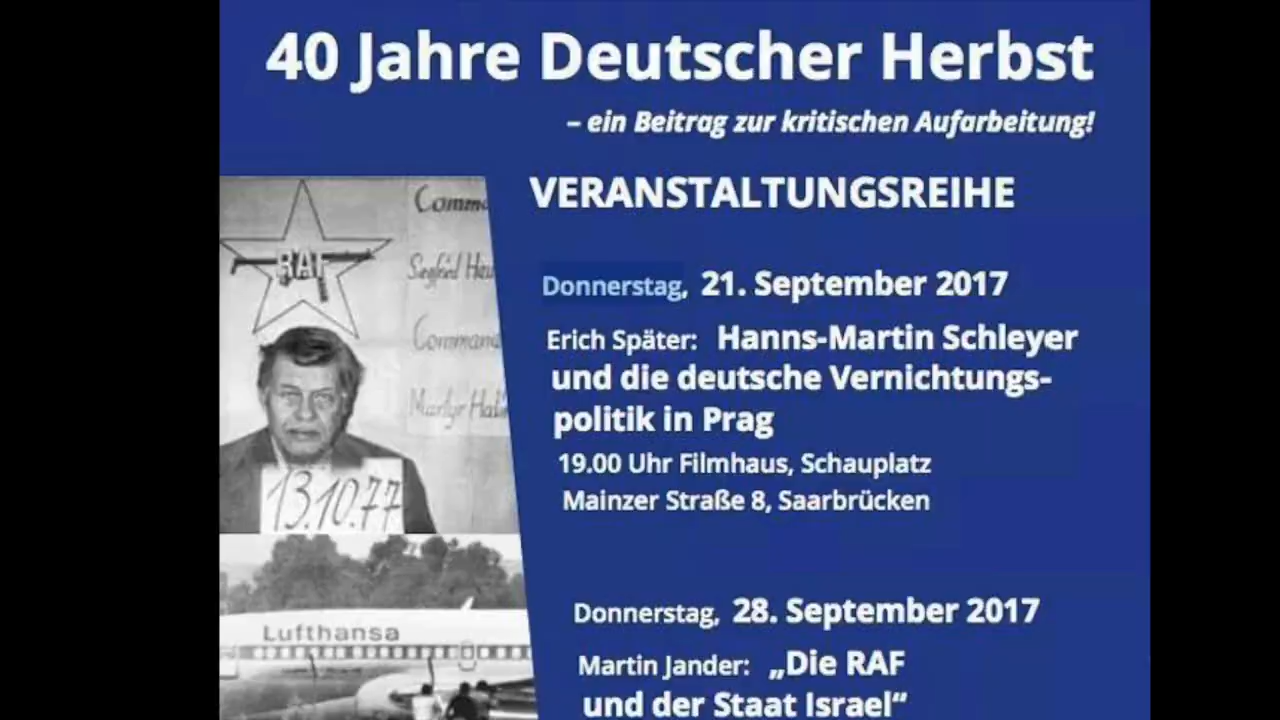 40 Jahre Deutscher Herbst
– ein Beitrag zur kritischen Aufarbeitung!
VERANSTALTUNGSREIHE
Donnerstag, 21. September 2017
Erich Später: Hanns-Martin Schleyer
und die deutsche Vernichtungs-
politik in Prag
19.00 Uhr Filmhaus, Schauplatz
Mainzer Straße 8, Saarbrücken
Donnerstag, 28. September 2017
Martin Jander: „Die RAF
und der Staat Israel“
RAF
Siegfried
13.10.77
Lufthansa